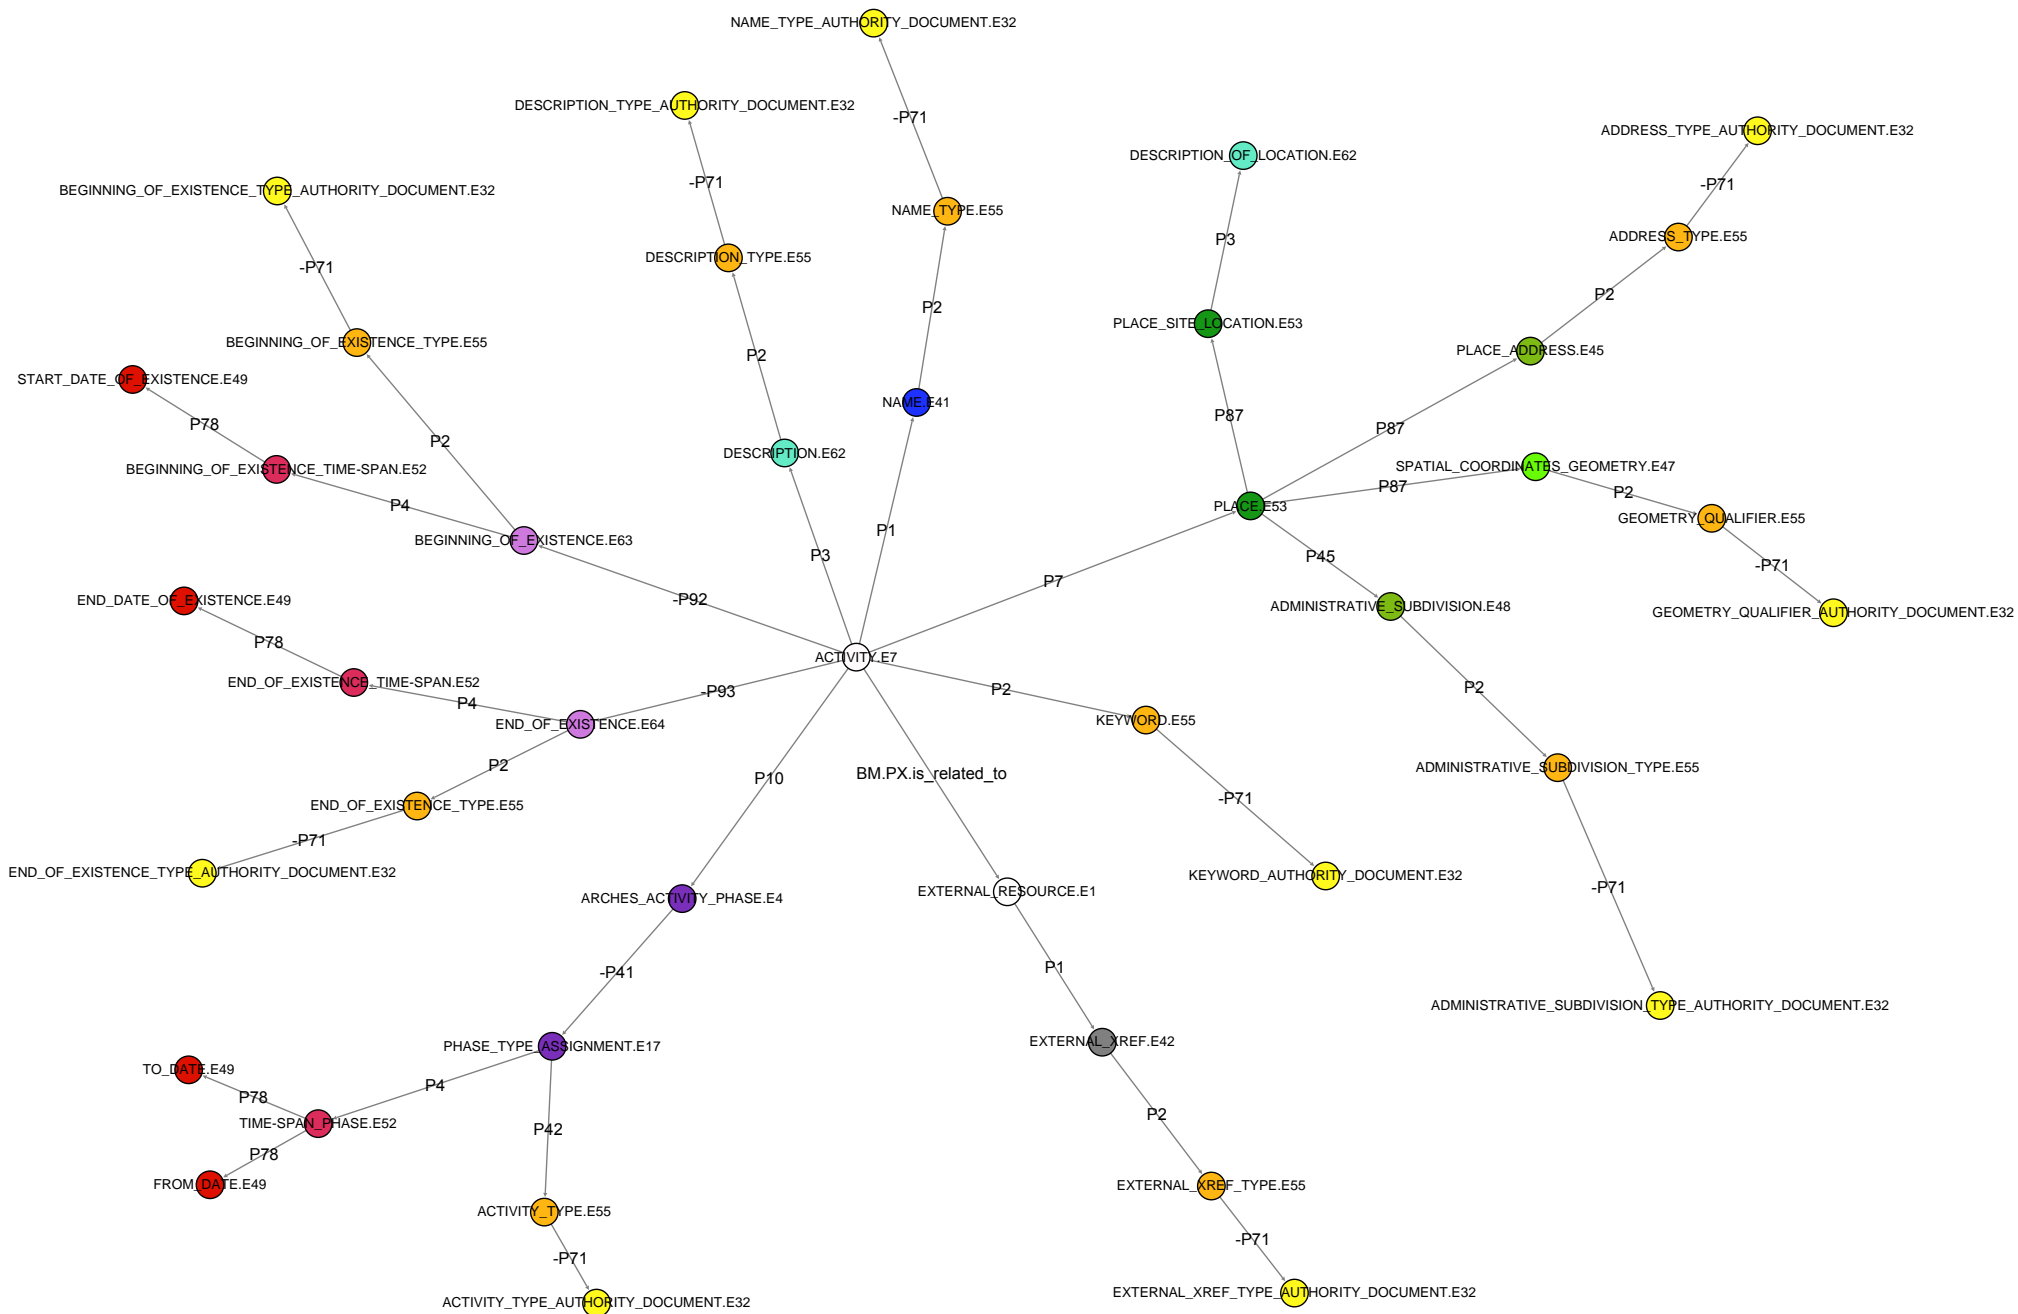 NAME_TYPE_AUTHORITY_DOCUMENT.E32
DESCRIPTION_TYPE_AUTHORITY_DOCUMENT.E32
-P71
ADDRESS_TYPE_AUTHORITY_DOCUMENT.E32
DESCRIPTION_OF_LOCATION.E62
-P71
-P71
BEGINNING_OF_EXISTENCE_TYPE_AUTHORITY_DOCUMENT.E32
NAME_TYPE.E55
ADDRESS_TYPE.E55
P3
DESCRIPTION_TYPE.E55
-P71
P2
P2
PLACE_SITE_LOCATION.E53
BEGINNING_OF_EXISTENCE_TYPE.E55
PLACE_ADDRESS.E45
P2
START_DATE_OF_EXISTENCE.E49
NAME.E41
P87
P78
P87
P2
DESCRIPTION.E62
SPATIAL_COORDINATES_GEOMETRY.E47
BEGINNING_OF_EXISTENCE_TIME-SPAN.E52
P87
P2
P4
PLACE.E53
GEOMETRY_QUALIFIER.E55
P1
BEGINNING_OF_EXISTENCE.E63
P3
P45
-P71
-P92
END_DATE_OF_EXISTENCE.E49
P7
ADMINISTRATIVE_SUBDIVISION.E48
GEOMETRY_QUALIFIER_AUTHORITY_DOCUMENT.E32
P78
ACTIVITY.E7
END_OF_EXISTENCE_TIME-SPAN.E52
-P93
P2
P2
P4
END_OF_EXISTENCE.E64
KEYWORD.E55
P2
P10
BM.PX.is_related_to
ADMINISTRATIVE_SUBDIVISION_TYPE.E55
END_OF_EXISTENCE_TYPE.E55
-P71
-P71
END_OF_EXISTENCE_TYPE_AUTHORITY_DOCUMENT.E32
KEYWORD_AUTHORITY_DOCUMENT.E32
-P71
ARCHES_ACTIVITY_PHASE.E4
EXTERNAL_RESOURCE.E1
-P41
P1
ADMINISTRATIVE_SUBDIVISION_TYPE_AUTHORITY_DOCUMENT.E32
PHASE_TYPE_ASSIGNMENT.E17
EXTERNAL_XREF.E42
TO_DATE.E49
P4
P78
P2
TIME-SPAN_PHASE.E52
P42
P78
FROM_DATE.E49
EXTERNAL_XREF_TYPE.E55
ACTIVITY_TYPE.E55
-P71
-P71
EXTERNAL_XREF_TYPE_AUTHORITY_DOCUMENT.E32
ACTIVITY_TYPE_AUTHORITY_DOCUMENT.E32